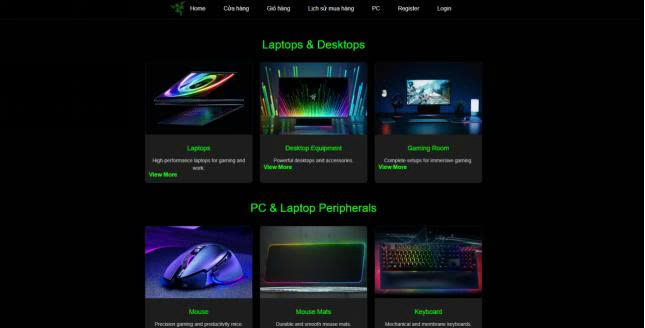 Home Cửa hàng Giỏ hàng Lịch sử mua hàng PC Register Login
Laptops & Desktops
Laptops
High-performance laptops for gaming and
work.
View More
Desktop Equipment
Powerful desktops and accessories.
View More
Gaming Room
Complete setups for immersive gaming.
View More
PC & Laptop Peripherals
Mouse
Precision gaming and productivity mice.
Mouse Mats
Durable and smooth mouse mats.
Keyboard
Mechanical and membrane keyboards.